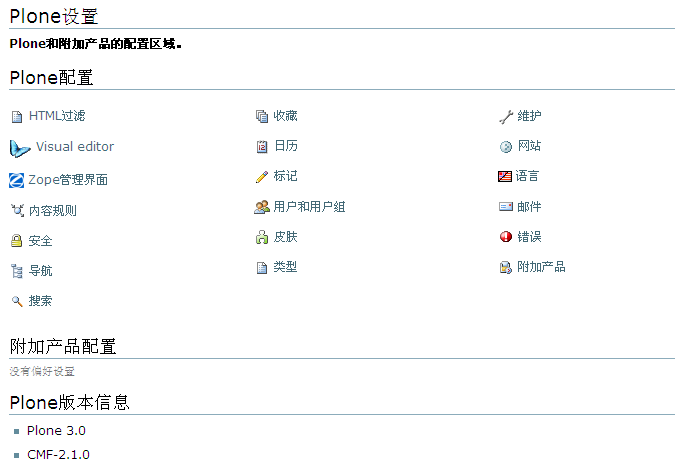 Plone设置
Plone和附加产品的配置区域。
Plone配置
HTML过滤
收藏
维护
Visual editor
日历
网站
Zope管理界面
标记
语言
内容规则
用户和用户组
邮件
安全
皮肤
错误
导航
类型
附加产品
搜索
附加产品配置
没有偏好设置
Plone版本信息
Plone 3.0
CMF-2.1.0